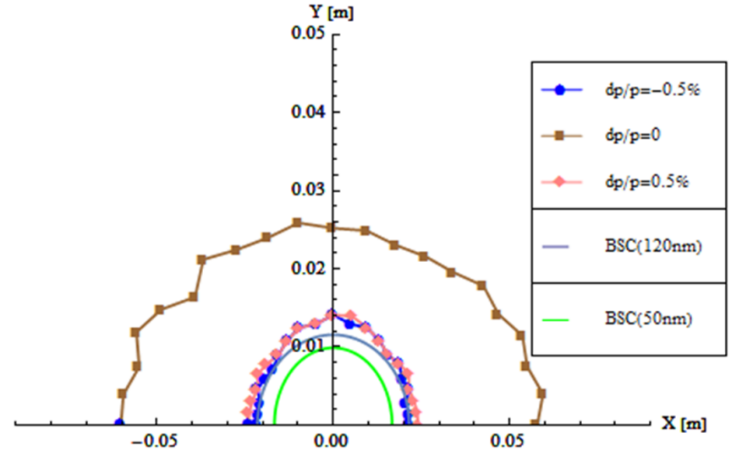 Y [m]
0.05
0.04
0.03
0.02
0.01
−0.05
0.00
0.05
X [m]
dp/p=−0.5%
dp/p=0
dp/p=0.5%
BSC(120nm)
BSC(50nm)